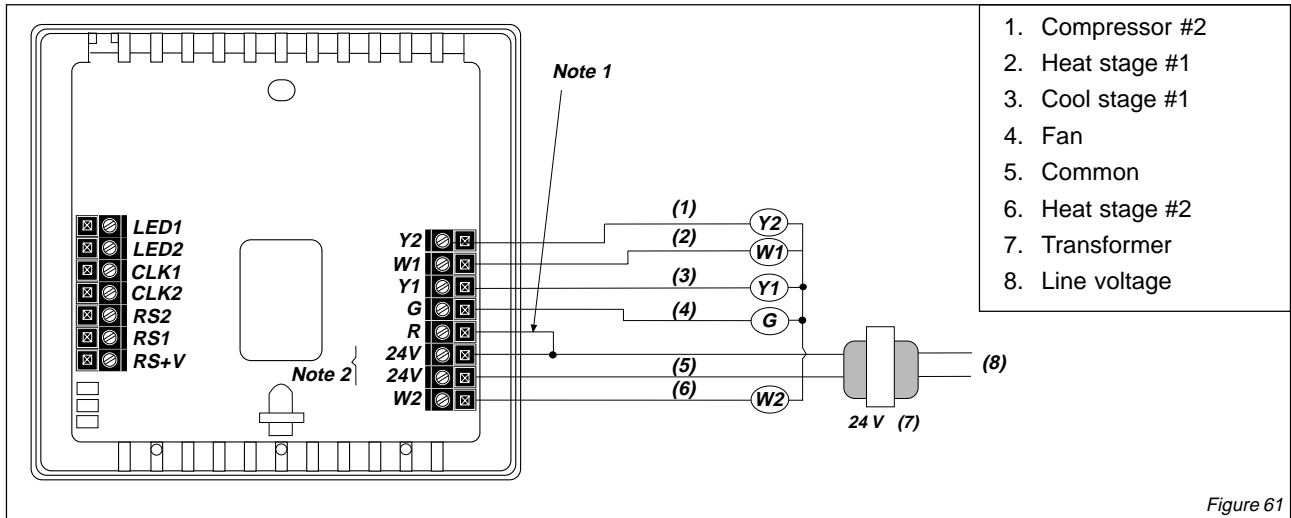 Note 1
1. Compressor #2
2. Heat stage #1
3. Cool stage #1
4. Fan
5. Common
6. Heat stage #2
7. Transformer
8. Line voltage
LED1
LED2
CLK1
CLK2
RS2
RS1
RS+V
Note 2
Y2
W1
Y1
G
R
24V
24V
W2
(1)
(2)
(3)
(4)
(5)
(6)
Y2
W1
Y1
G
W2
24 V (7)
(8)
Figure 61